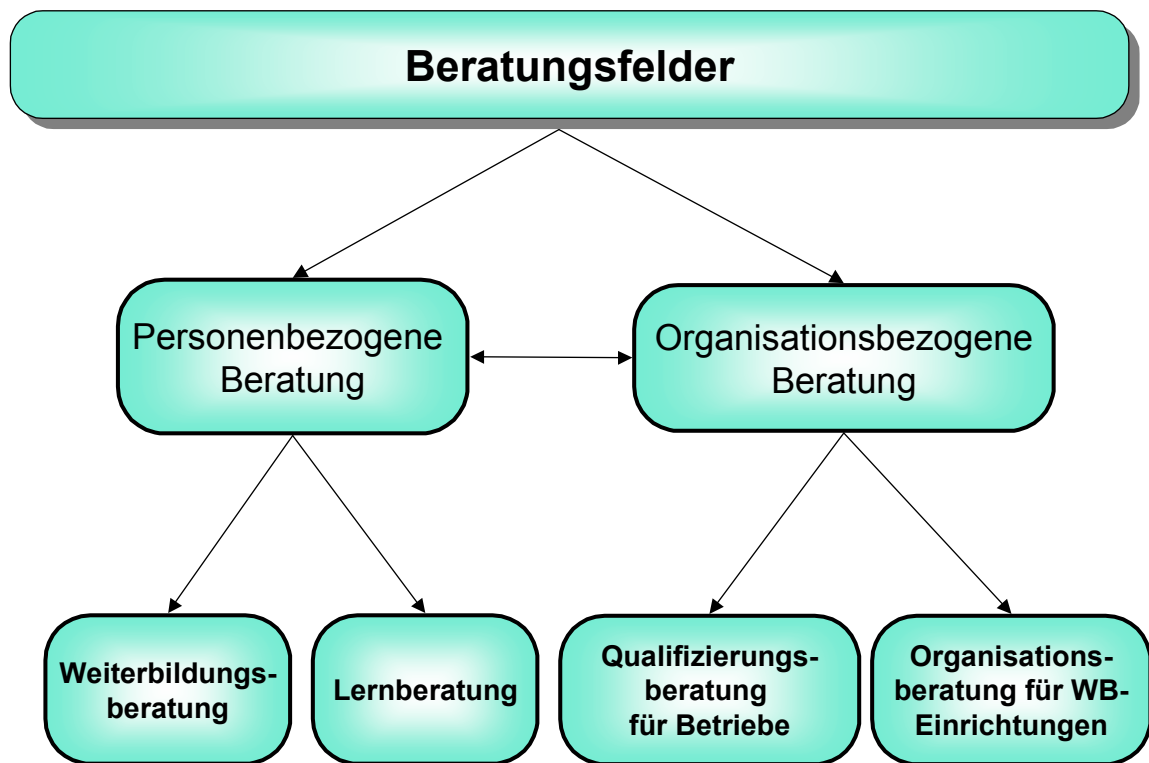 Beratungsfelder
Personenbezogene
Beratung
Organisationsbezogene
Beratung
Weiterbildungs-
beratung
Lernberatung
Qualifizierungs-
beratung
für Betriebe
Organisations-
beratung für WB-
Einrichtungen